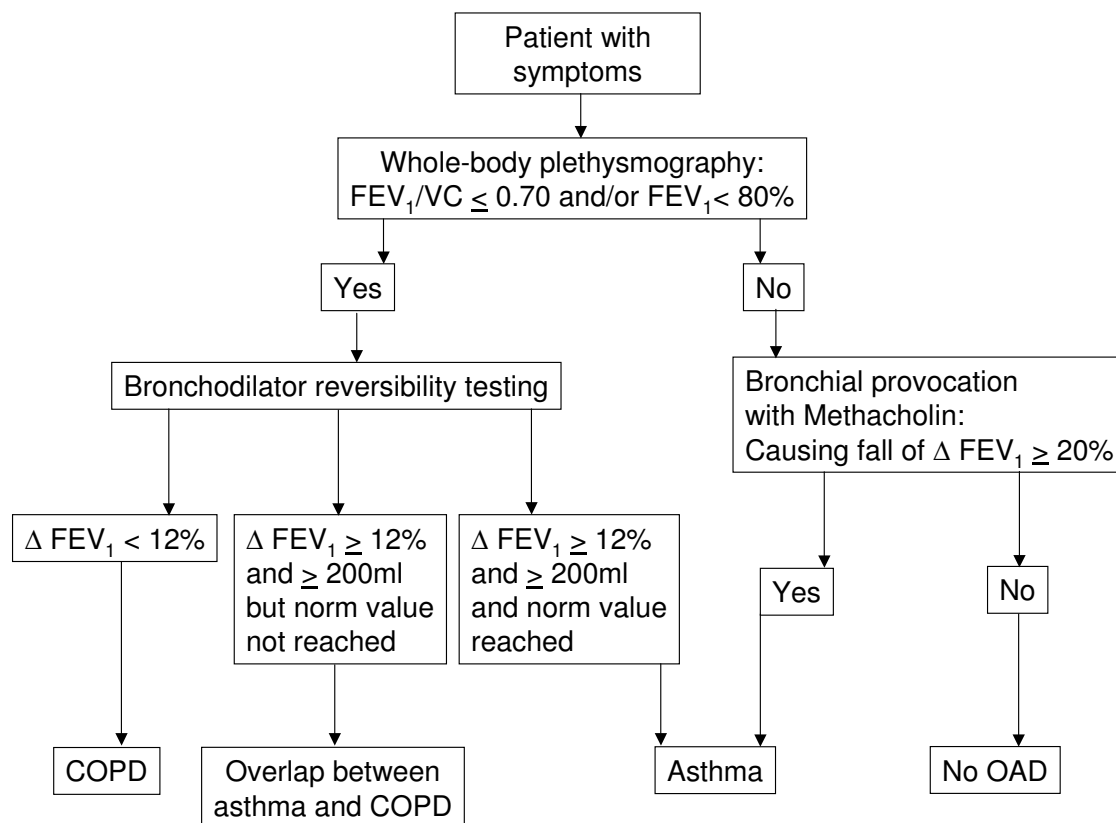 Patient with
symptoms
Whole-body plethysmography:
FEV₁/VC ≤ 0.70 and/or FEV₁< 80%
Yes
No
Bronchodilator reversibility testing
Bronchial provocation
with Methacholin:
Causing fall of Δ FEV₁ ≥ 20%
Δ FEV₁ < 12%
Δ FEV₁ ≥ 12%
and ≥ 200ml
but norm value
not reached
Δ FEV₁ ≥ 12%
and ≥ 200ml
and norm value
reached
Yes
No
COPD
Overlap between
asthma and COPD
Asthma
No OAD